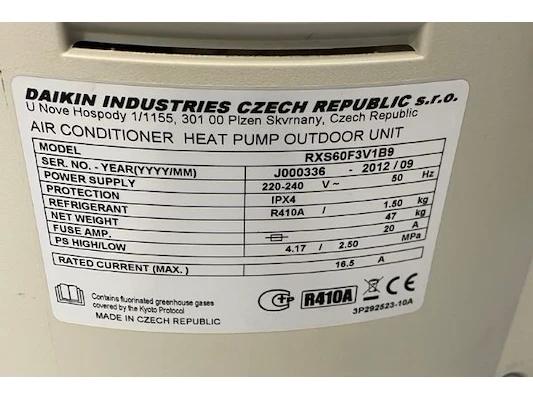 DAIKIN INDUSTRIES CZECH REPUBLIC s.r.o.
U Nove Hospody 1/1155, 301 00 Plzen Skvrnany, Czech Republic
AIR CONDITIONER HEAT PUMP OUTDOOR UNIT
MODEL RXS60F3V1B9
SERIAL NO. - YEAR(YYYY/MM) J000336 - 2012/09
POWER SUPPLY 220-240 V~ 50 Hz
PROTECTION IPX4
REFRIGERANT R410A / 1.50 kg
NET WEIGHT 47 kg
FUSE AMP. 20 A
PS HIGH/LOW 4.17 / 2.50 MPa
RATED CURRENT (MAX.) 16.5 A
Contains fluorinated greenhouse gases
covered by the Kyoto Protocol
R410A CE
MADE IN CZECH REPUBLIC
3P292523-10A